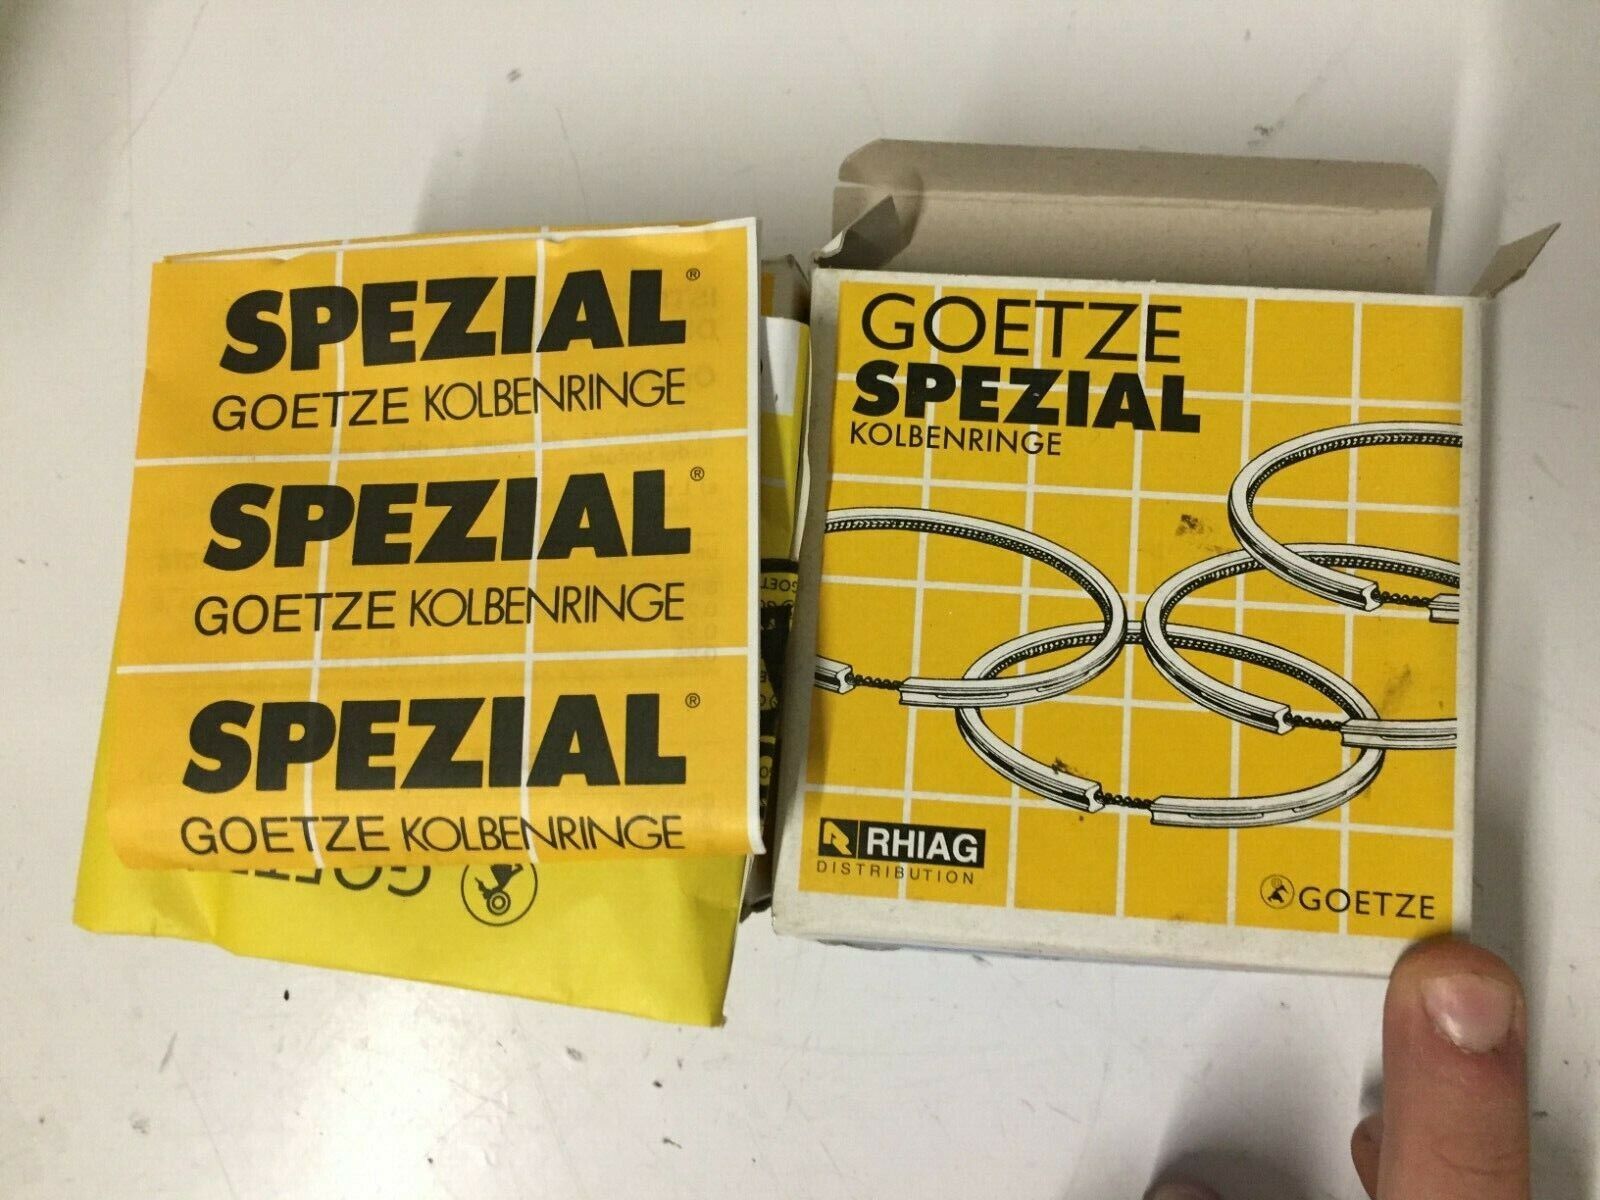 SPEZIAL®
GOETZE KOLBENRINGE
SPEZIAL®
GOETZE KOLBENRINGE
SPEZIAL®
GOETZE KOLBENRINGE
GOETZE
SPEZIAL
KOLBENRINGE
RHIAG
DISTRIBUTION
GOETZE